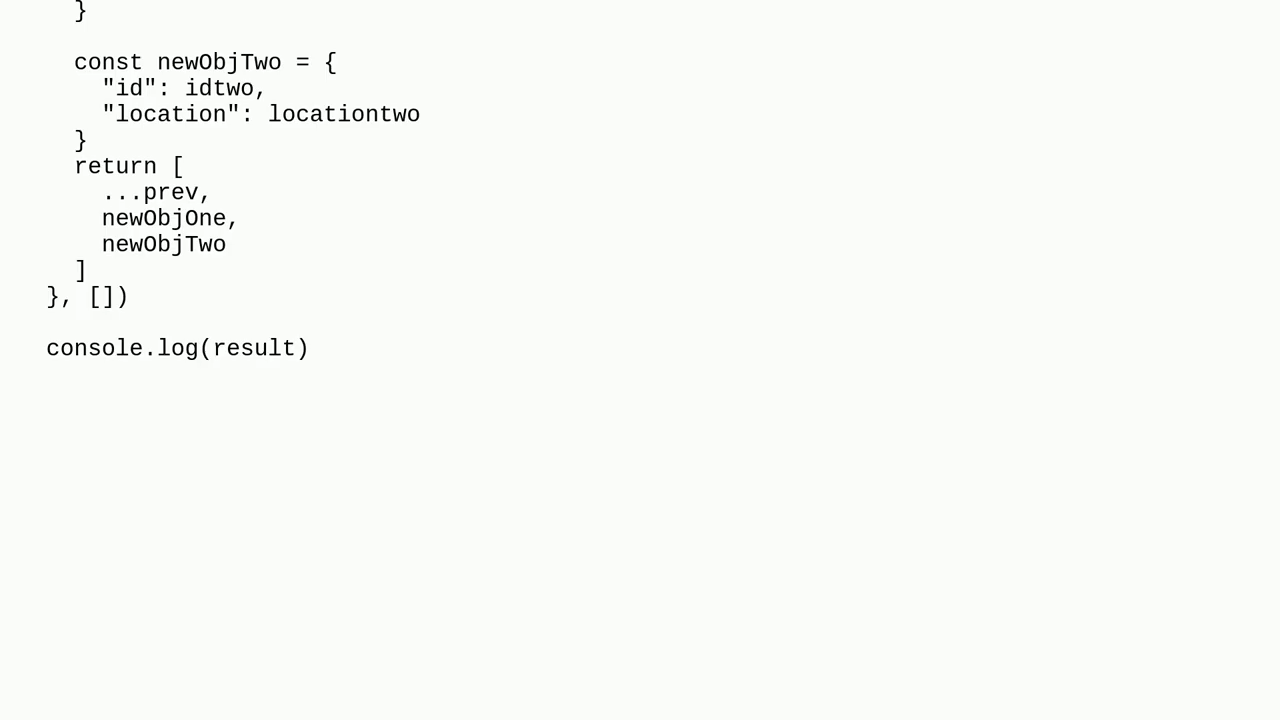 }
const newObjTwo = {
"id": idtwo,
"location": locationtwo
}
return [
...prev,
newObjOne,
newObjTwo
]
}, [])
console.log(result)